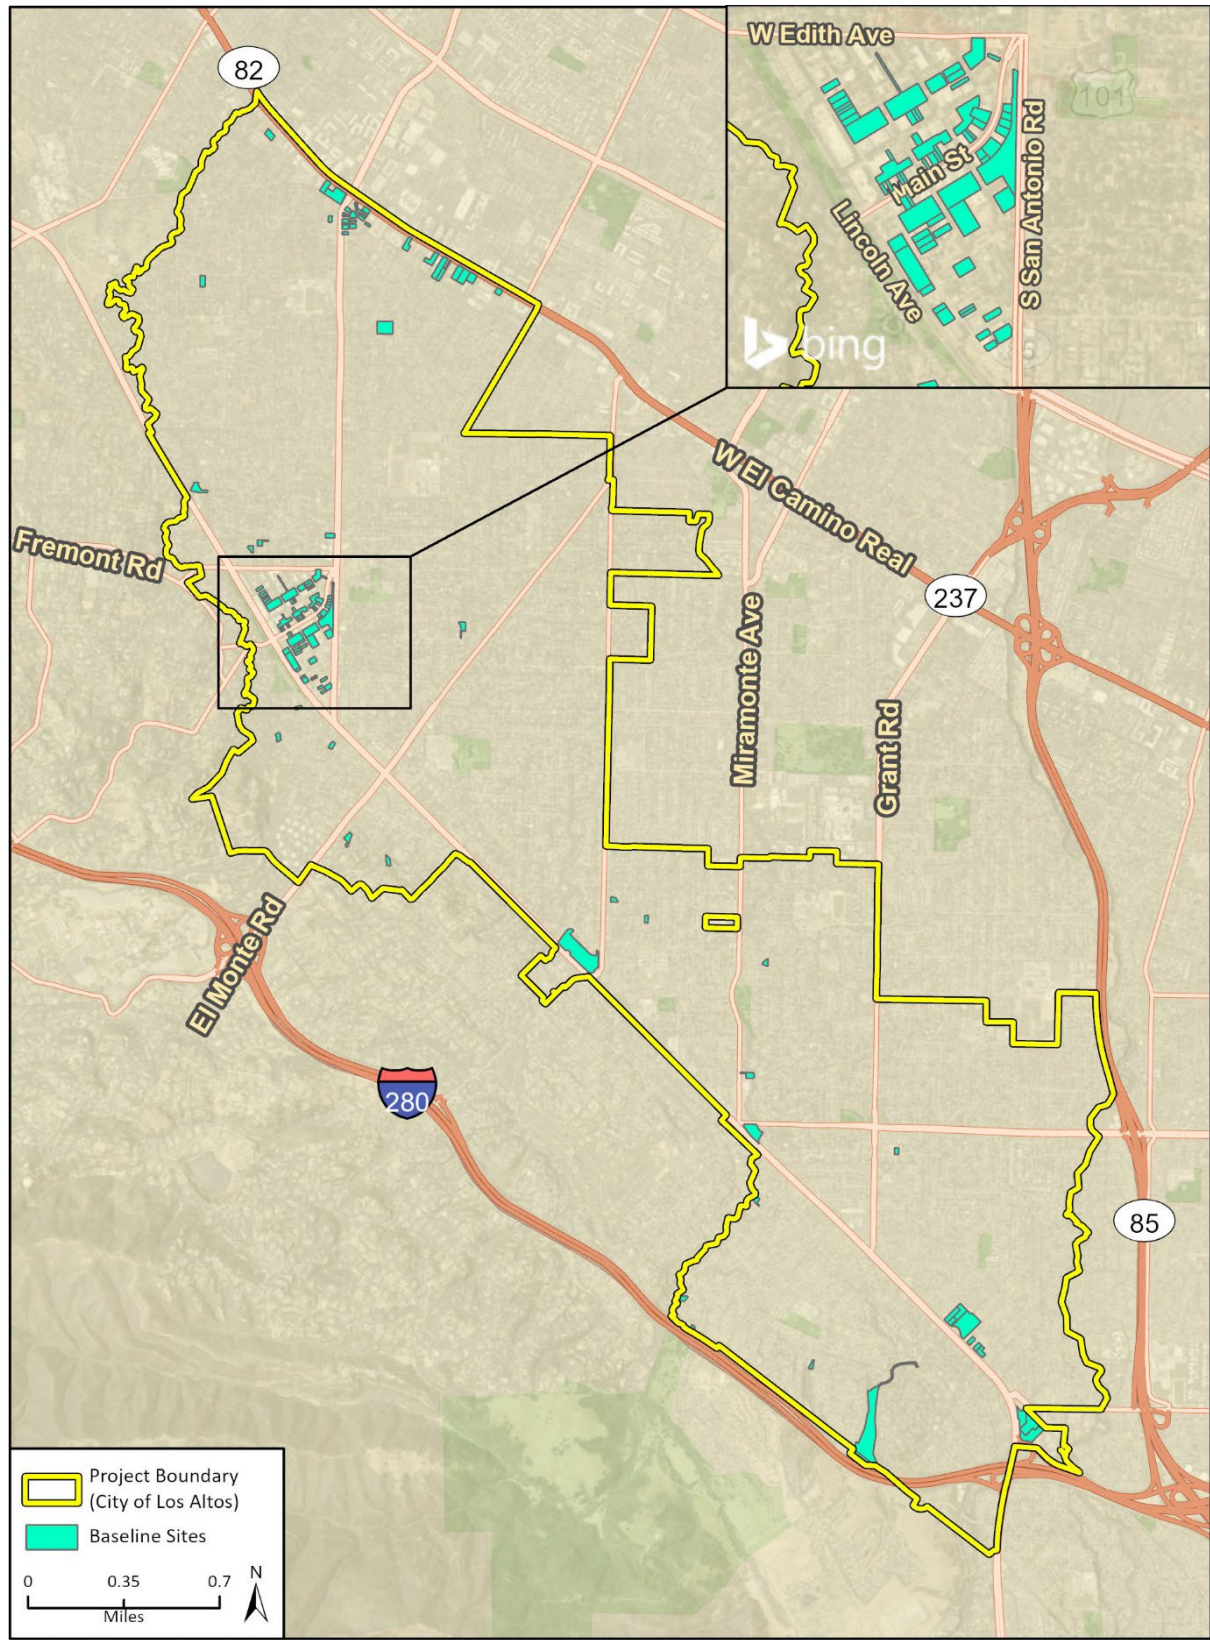 82
W Edith Ave
101
Main St
S San Antonio Rd
Lincoln Ave
bing
W El Camino Real
Fremont Rd
237
Miramonte Ave
Grant Rd
El Monte Rd
280
85
Project Boundary
(City of Los Altos)
Baseline Sites
0 0.35 0.7
Miles
N